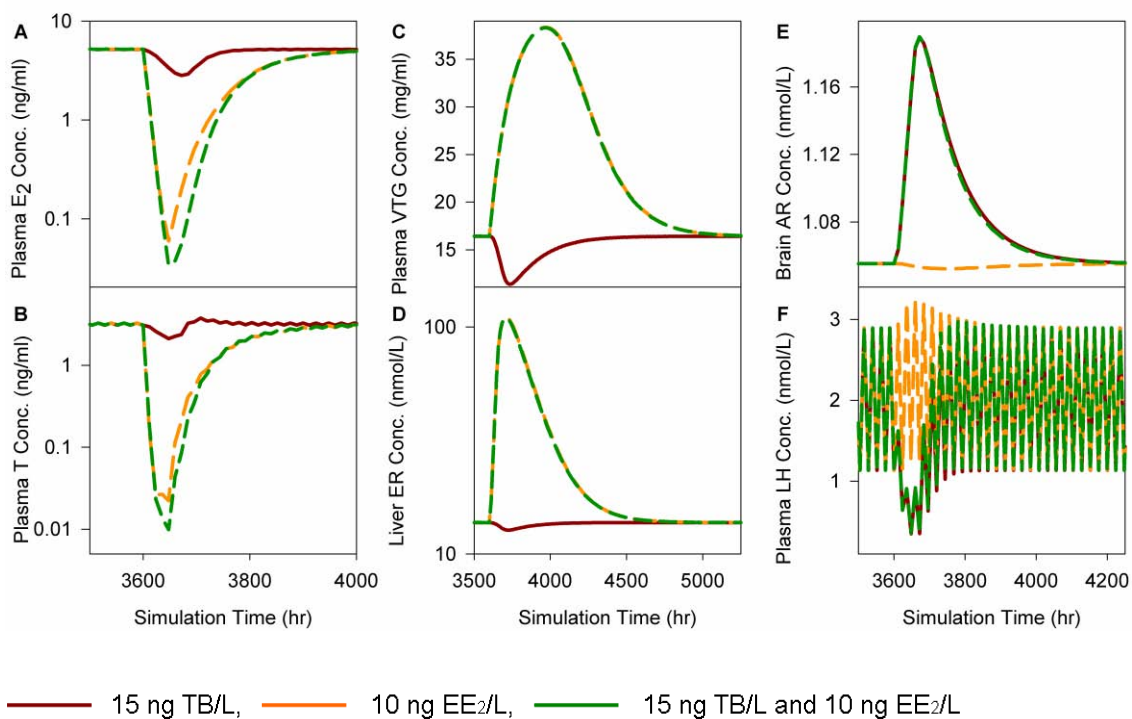 A
Plasma E2 Conc. (ng/ml)
10
1
0.1
B
Plasma T Conc. (ng/ml)
1
0.1
0.01
3600 3800 4000
Simulation Time (hr)
C
Plasma VTG Conc. (mg/ml)
35
25
15
D
Liver ER Conc. (nmol/L)
100
10
3500 4000 4500 5000
Simulation Time (hr)
E
Brain AR Conc. (nmol/L)
1.16
1.12
1.08
F
Plasma LH Conc. (nmol/L)
3
2
1
3600 3800 4000 4200
Simulation Time (hr)
15 ng TB/L, 10 ng EE2/L, 15 ng TB/L and 10 ng EE2/L